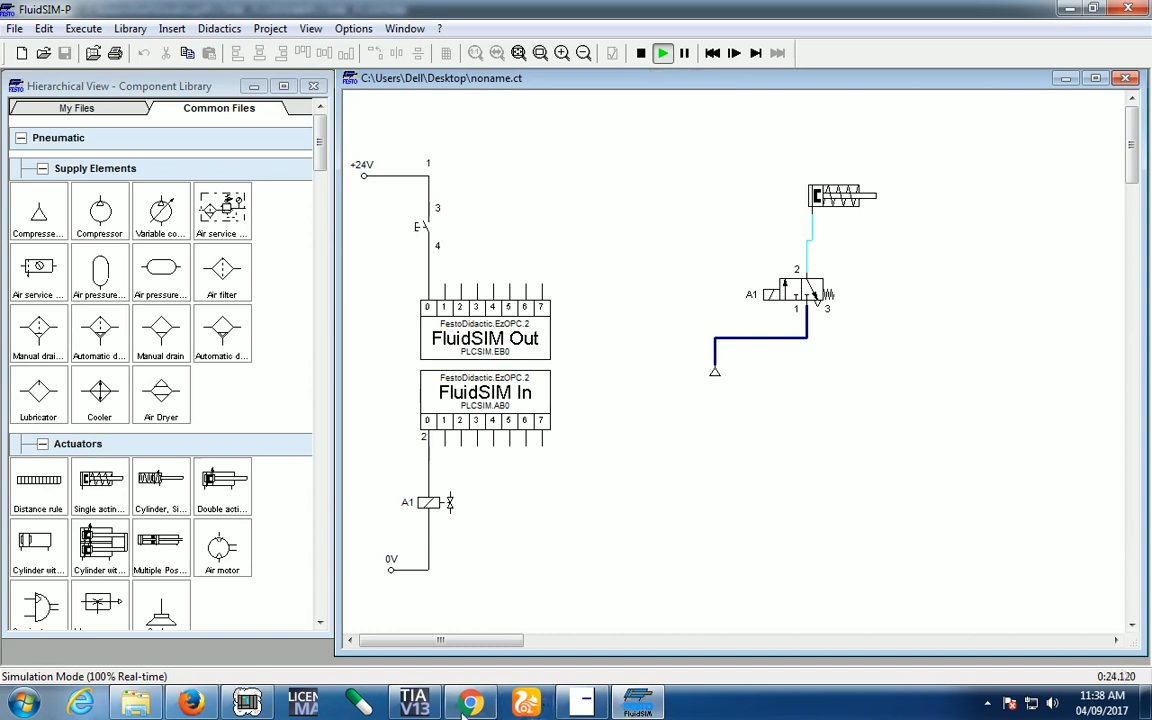 FluidSIM-P
File Edit Execute Library Insert Didactics Project View Options Window ?
Hierarchical View - Component Library
My Files Common Files
Pneumatic
Supply Elements
Compresse... Compressor Variable co... Air service ...
Air service ... Air pressure... Air pressure... Air filter
Manual drai... Automatic d... Manual drain Automatic d...
Lubricator Cooler Air Dryer
Actuators
Distance rule Single actin... Cylinder, Si... Double acti...
Cylinder wit... Cylinder wit... Multiple Pos... Air motor
C:\Users\Dell\Desktop\noname.ct
+24V
1
3
4
0 1 2 3 4 5 6 7
FestoDidactic.EzOPC.2
FluidSIM Out
PLCSIM.EB0
FestoDidactic.EzOPC.2
FluidSIM In
PLCSIM.AB0
0 1 2 3 4 5 6 7
2
A1
0V
2
A1
1 3
Simulation Mode (100% Real-time)
0:24.120
LICEN
MA
TIA
V13
FluidSIM
11:38 AM
04/09/2017